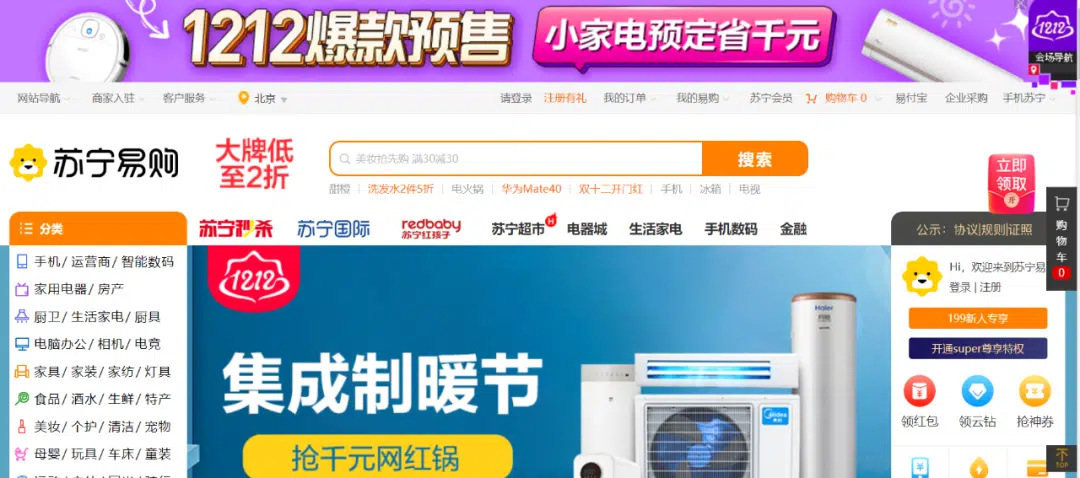 1212爆款预售
小家电预定省千元
1212
会场导航
网站导航 商家入驻 客户服务 北京 请登录 注册有礼 我的订单 我的易购 苏宁会员 购物车 0 易付宝 企业采购 手机苏宁
苏宁易购
大牌低
至2折
美妆抢先购 满30减30
搜索
甜橙 洗发水2件5折 电火锅 华为Mate40 双十二开门红 手机 冰箱 电视
立即
领取
开
分类
苏宁秒杀
苏宁国际
redbaby
苏宁红孩子
苏宁超市
H
电器城 生活家电 手机数码 金融
公示：协议|规则|证照
购
物
车
0
手机/ 运营商/ 智能数码
家用电器/ 房产
厨卫/ 生活家电/ 厨具
电脑办公/ 相机/ 电竞
家具/ 家装/ 家纺/ 灯具
食品/ 酒水/ 生鲜/ 特产
美妆/ 个护/ 清洁/ 宠物
母婴/ 玩具/ 车床/ 童装
1212
集成制暖节
抢千元网红锅
Haier
Midea
Hi，欢迎来到苏宁易
登录 | 注册
199新人专享
开通super尊享特权
领红包 领云钻 抢神券
TOP